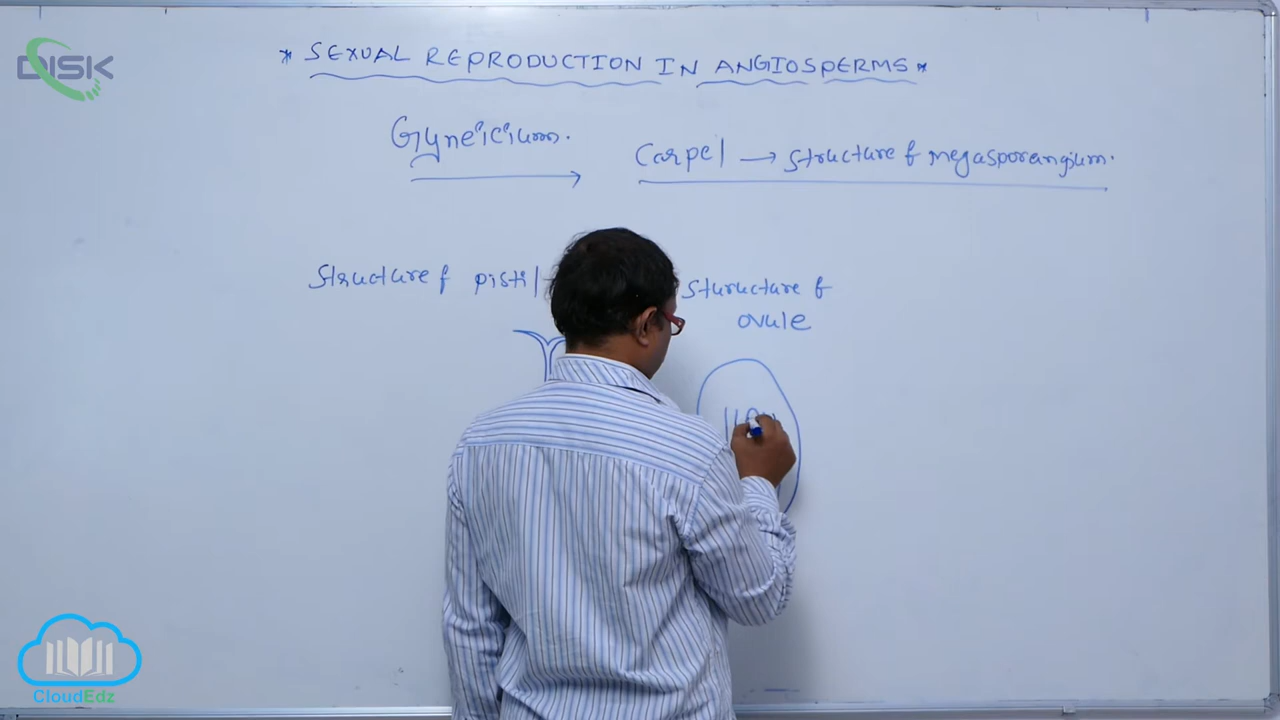 DISK
* SEXUAL REPRODUCTION IN ANGIOSPERMS *
Gyneicium.
Carpel → Structure of megasporangium.
Structure of pistil
Structure of
ovule
CloudEdz